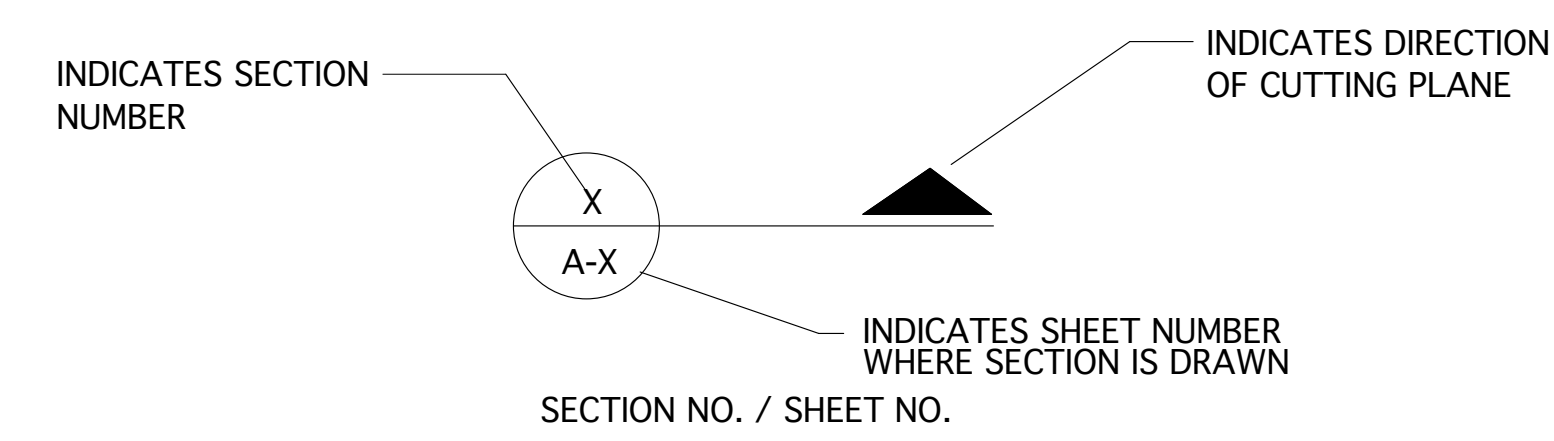 INDICATES SECTION
NUMBER
INDICATES DIRECTION
OF CUTTING PLANE
X
A-X
INDICATES SHEET NUMBER
WHERE SECTION IS DRAWN
SECTION NO. / SHEET NO.